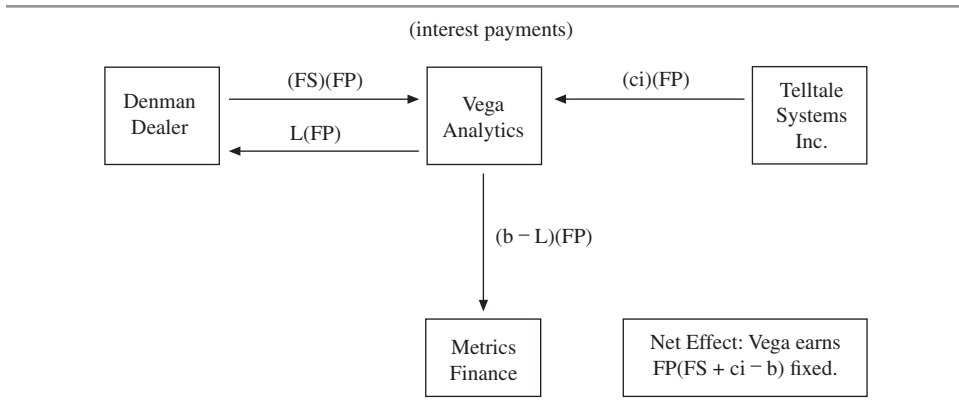 (interest payments)
Denman
Dealer
(FS)(FP)
L(FP)
Vega
Analytics
(ci)(FP)
Telltale
Systems
Inc.
(b – L)(FP)
Metrics
Finance
Net Effect: Vega earns
FP(FS + ci – b) fixed.